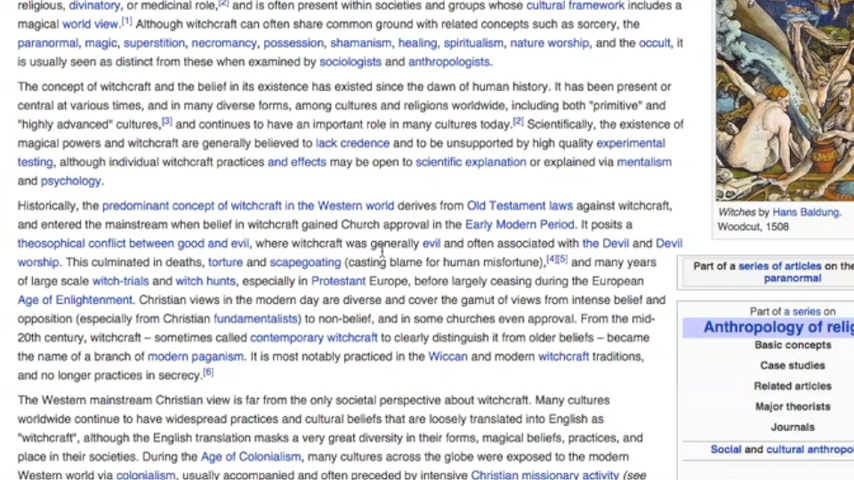 religious, divinatory, or medicinal role,[2] and is often present within societies and groups whose cultural framework includes a
magical world view.[1] Although witchcraft can often share common ground with related concepts such as sorcery, the
paranormal, magic, superstition, necromancy, possession, shamanism, healing, spiritualism, nature worship, and the occult, it
is usually seen as distinct from these when examined by sociologists and anthropologists.
The concept of witchcraft and the belief in its existence has existed since the dawn of human history. It has been present or
central at various times, and in many diverse forms, among cultures and religions worldwide, including both "primitive" and
"highly advanced" cultures,[3] and continues to have an important role in many cultures today.[2] Scientifically, the existence of
magical powers and witchcraft are generally believed to lack credence and to be unsupported by high quality experimental
testing, although individual witchcraft practices and effects may be open to scientific explanation or explained via mentalism
and psychology.
Historically, the predominant concept of witchcraft in the Western world derives from Old Testament laws against witchcraft,
and entered the mainstream when belief in witchcraft gained Church approval in the Early Modern Period. It posits a
theosophical conflict between good and evil, where witchcraft was generally evil and often associated with the Devil and Devil
worship. This culminated in deaths, torture and scapegoating (casting blame for human misfortune),[4][5] and many years
of large scale witch-trials and witch hunts, especially in Protestant Europe, before largely ceasing during the European
Age of Enlightenment. Christian views in the modern day are diverse and cover the gamut of views from intense belief and
opposition (especially from Christian fundamentalists) to non-belief, and in some churches even approval. From the mid-
20th century, witchcraft – sometimes called contemporary witchcraft to clearly distinguish it from older beliefs – became
the name of a branch of modern paganism. It is most notably practiced in the Wiccan and modern witchcraft traditions,
and no longer practices in secrecy.[6]
The Western mainstream Christian view is far from the only societal perspective about witchcraft. Many cultures
worldwide continue to have widespread practices and cultural beliefs that are loosely translated into English as
"witchcraft", although the English translation masks a very great diversity in their forms, magical beliefs, practices, and
place in their societies. During the Age of Colonialism, many cultures across the globe were exposed to the modern
Western world via colonialism, usually accompanied and often preceded by intensive Christian missionary activity (see
Witches by Hans Baldung.
Woodcut, 1508
Part of a series of articles on the
paranormal
Part of a series on
Anthropology of relig
Basic concepts
Case studies
Related articles
Major theorists
Journals
Social and cultural anthropo